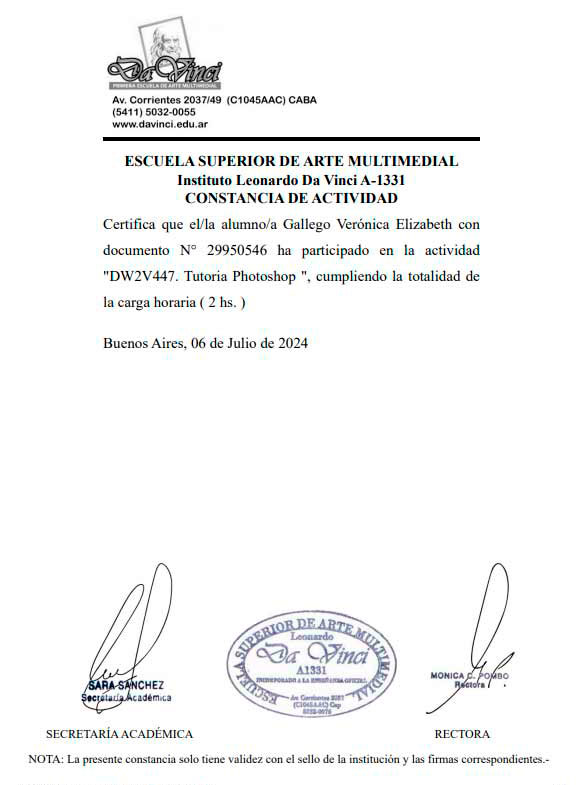 Da Vinci
PRIMERA ESCUELA DE ARTE MULTIMEDIAL
Av. Corrientes 2037/49 (C1045AAC) CABA
(5411) 5032-0055
www.davinci.edu.ar
ESCUELA SUPERIOR DE ARTE MULTIMEDIAL
Instituto Leonardo Da Vinci A-1331
CONSTANCIA DE ACTIVIDAD
Certifica que el/la alumno/a Gallego Verónica Elizabeth con
documento N° 29950546 ha participado en la actividad
"DW2V447. Tutoria Photoshop ", cumpliendo la totalidad de
la carga horaria ( 2 hs. )
Buenos Aires, 06 de Julio de 2024
SARA SANCHEZ
Secretaría Académica
ESCUELA SUPERIOR DE ARTE MULTIMEDIAL
Leonardo
Da Vinci
A1331
INCORPORADO A LA ENSEÑANZA OFICIAL
Av. Corrientes 2037
(C1045AAC) Cap
MONICA C. POMBO
Rectora
SECRETARÍA ACADÉMICA
RECTORA
NOTA: La presente constancia solo tiene validez con el sello de la institución y las firmas correspondientes.-